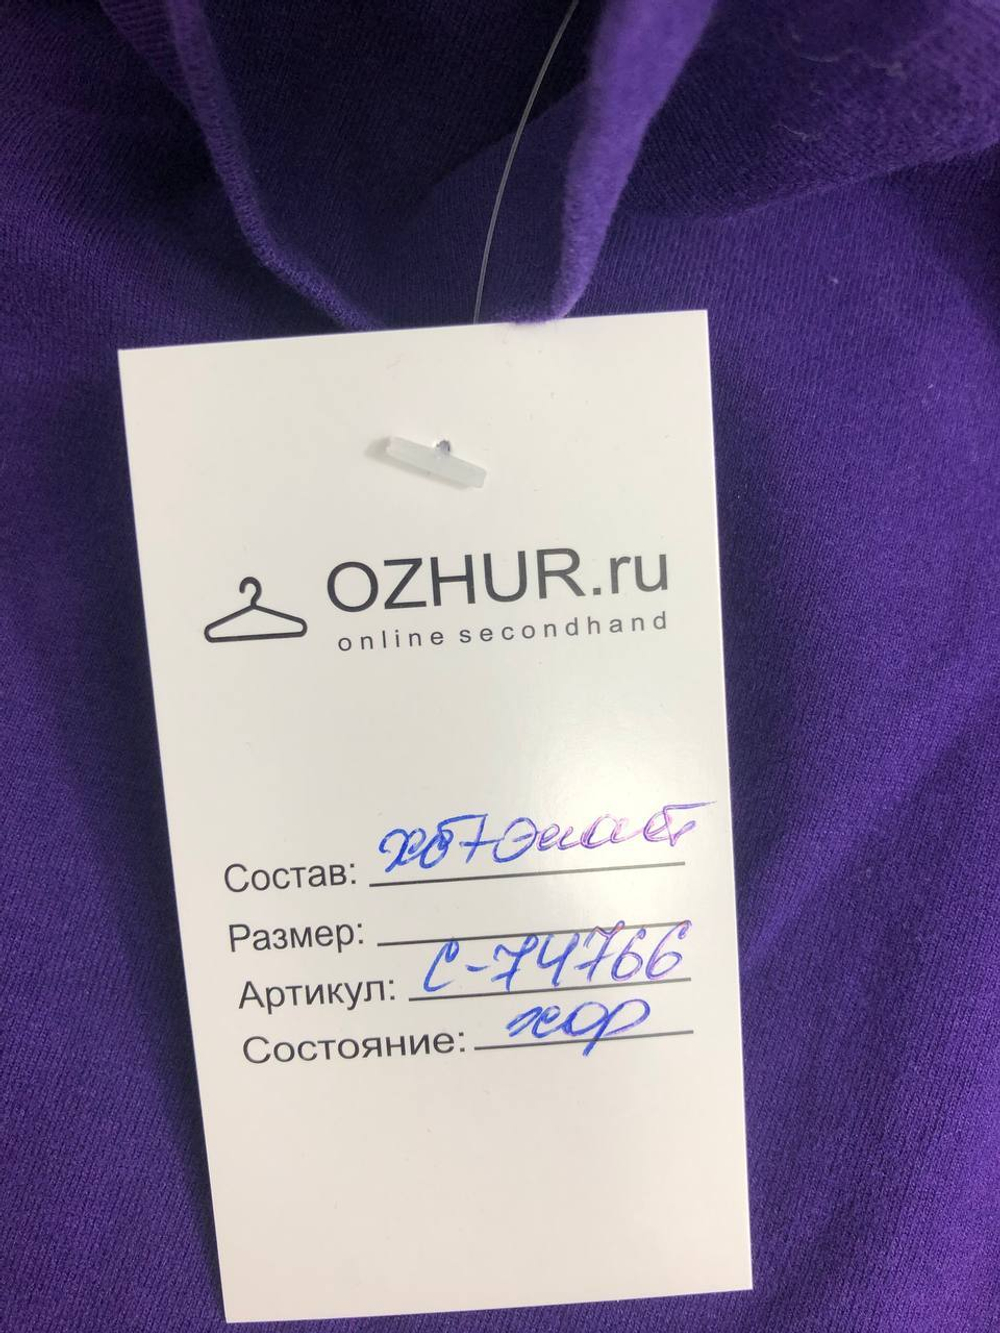 OZHUR.ru
online secondhand
Состав: хб+эласт
Размер:
Артикул: С-74766
Состояние: хор